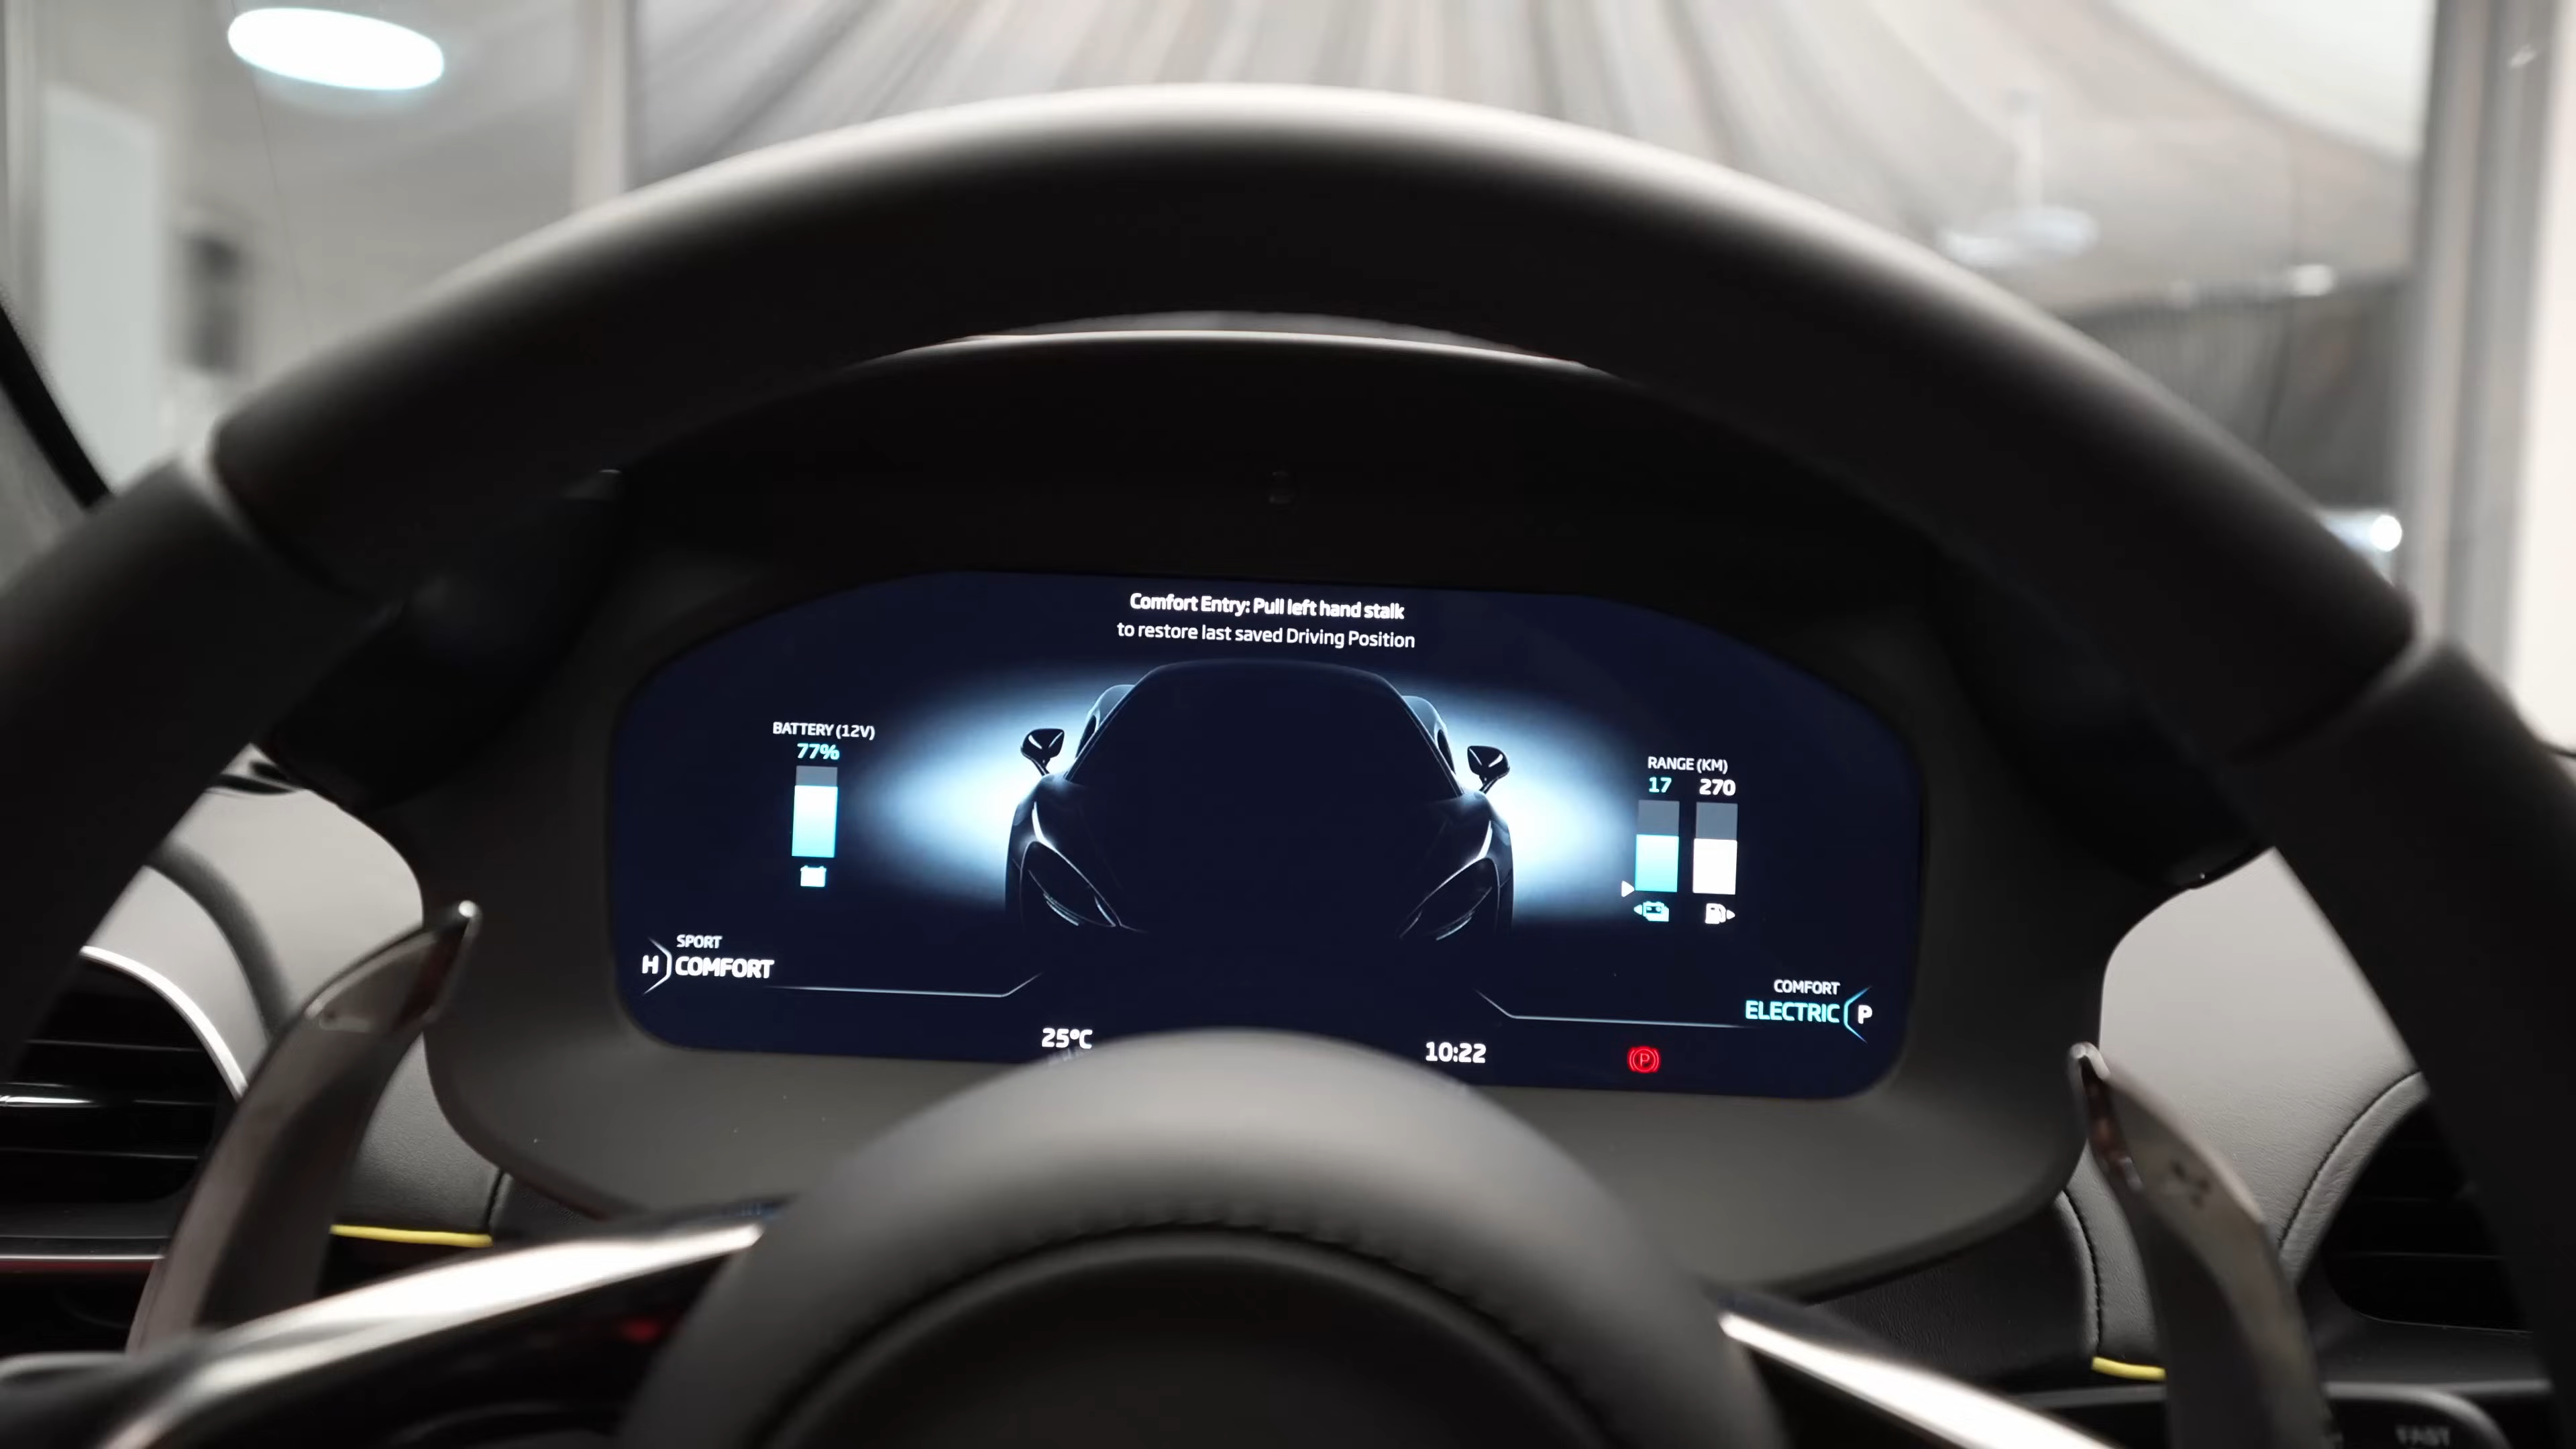 Comfort Entry: Pull left hand stalk
to restore last saved Driving Position
BATTERY (12V)
77%
RANGE (KM)
17 270
SPORT
H COMFORT
COMFORT
ELECTRIC P
25°C
10:22
P
FAST